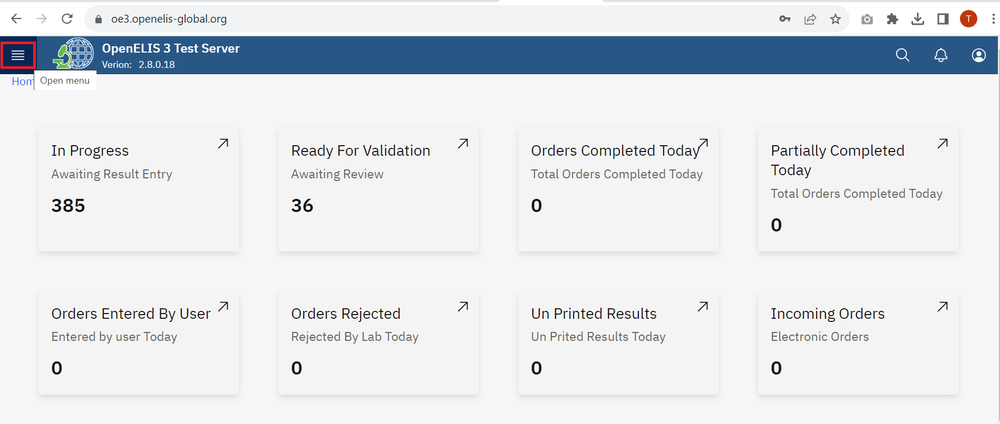 oe3.openelis-global.org
T
OpenELIS 3 Test Server
Verion: 2.8.0.18
Hom
Open menu
In Progress
Awaiting Result Entry
385
Ready For Validation
Awaiting Review
36
Orders Completed Today
Total Orders Completed Today
0
Partially Completed
Today
Total Orders Completed Today
0
Orders Entered By User
Entered by user Today
0
Orders Rejected
Rejected By Lab Today
0
Un Printed Results
Un Prited Results Today
0
Incoming Orders
Electronic Orders
0